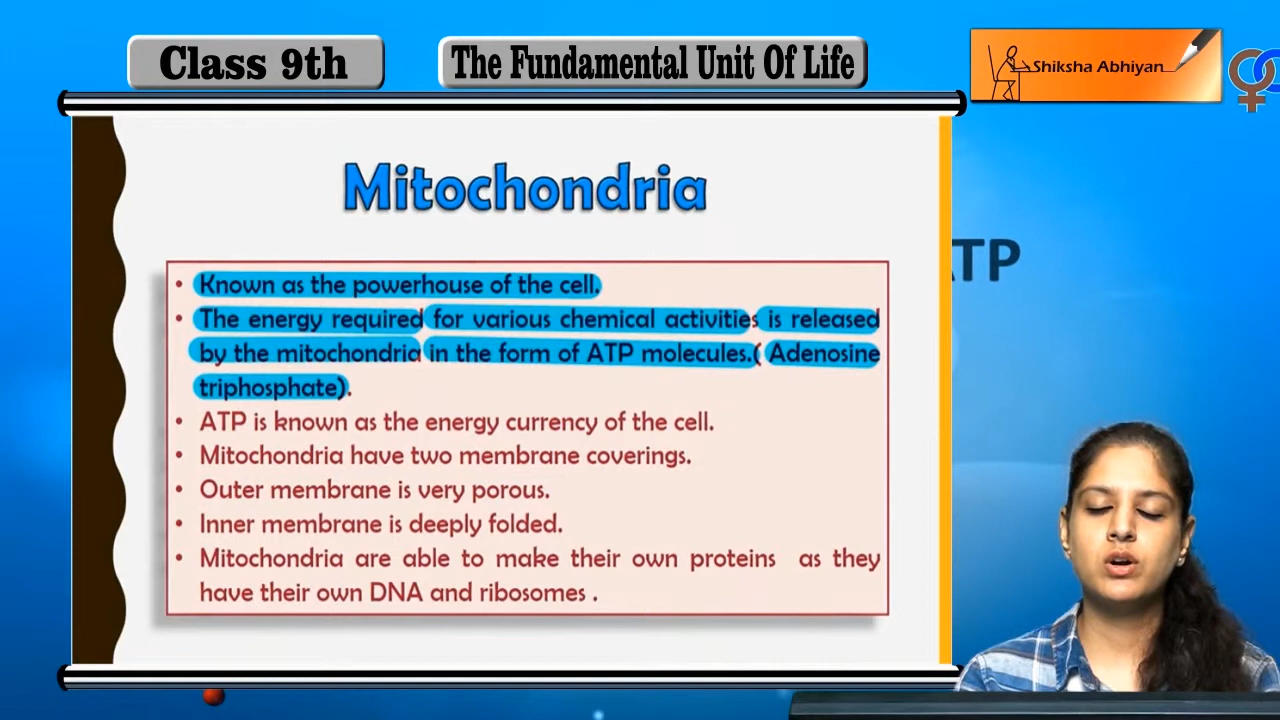 Class 9th
The Fundamental Unit Of Life
Shiksha Abhiyan
Mitochondria
ATP
• Known as the powerhouse of the cell.
• The energy required for various chemical activities is released
by the mitochondria in the form of ATP molecules.( Adenosine
triphosphate).
• ATP is known as the energy currency of the cell.
• Mitochondria have two membrane coverings.
• Outer membrane is very porous.
• Inner membrane is deeply folded.
• Mitochondria are able to make their own proteins as they
have their own DNA and ribosomes .